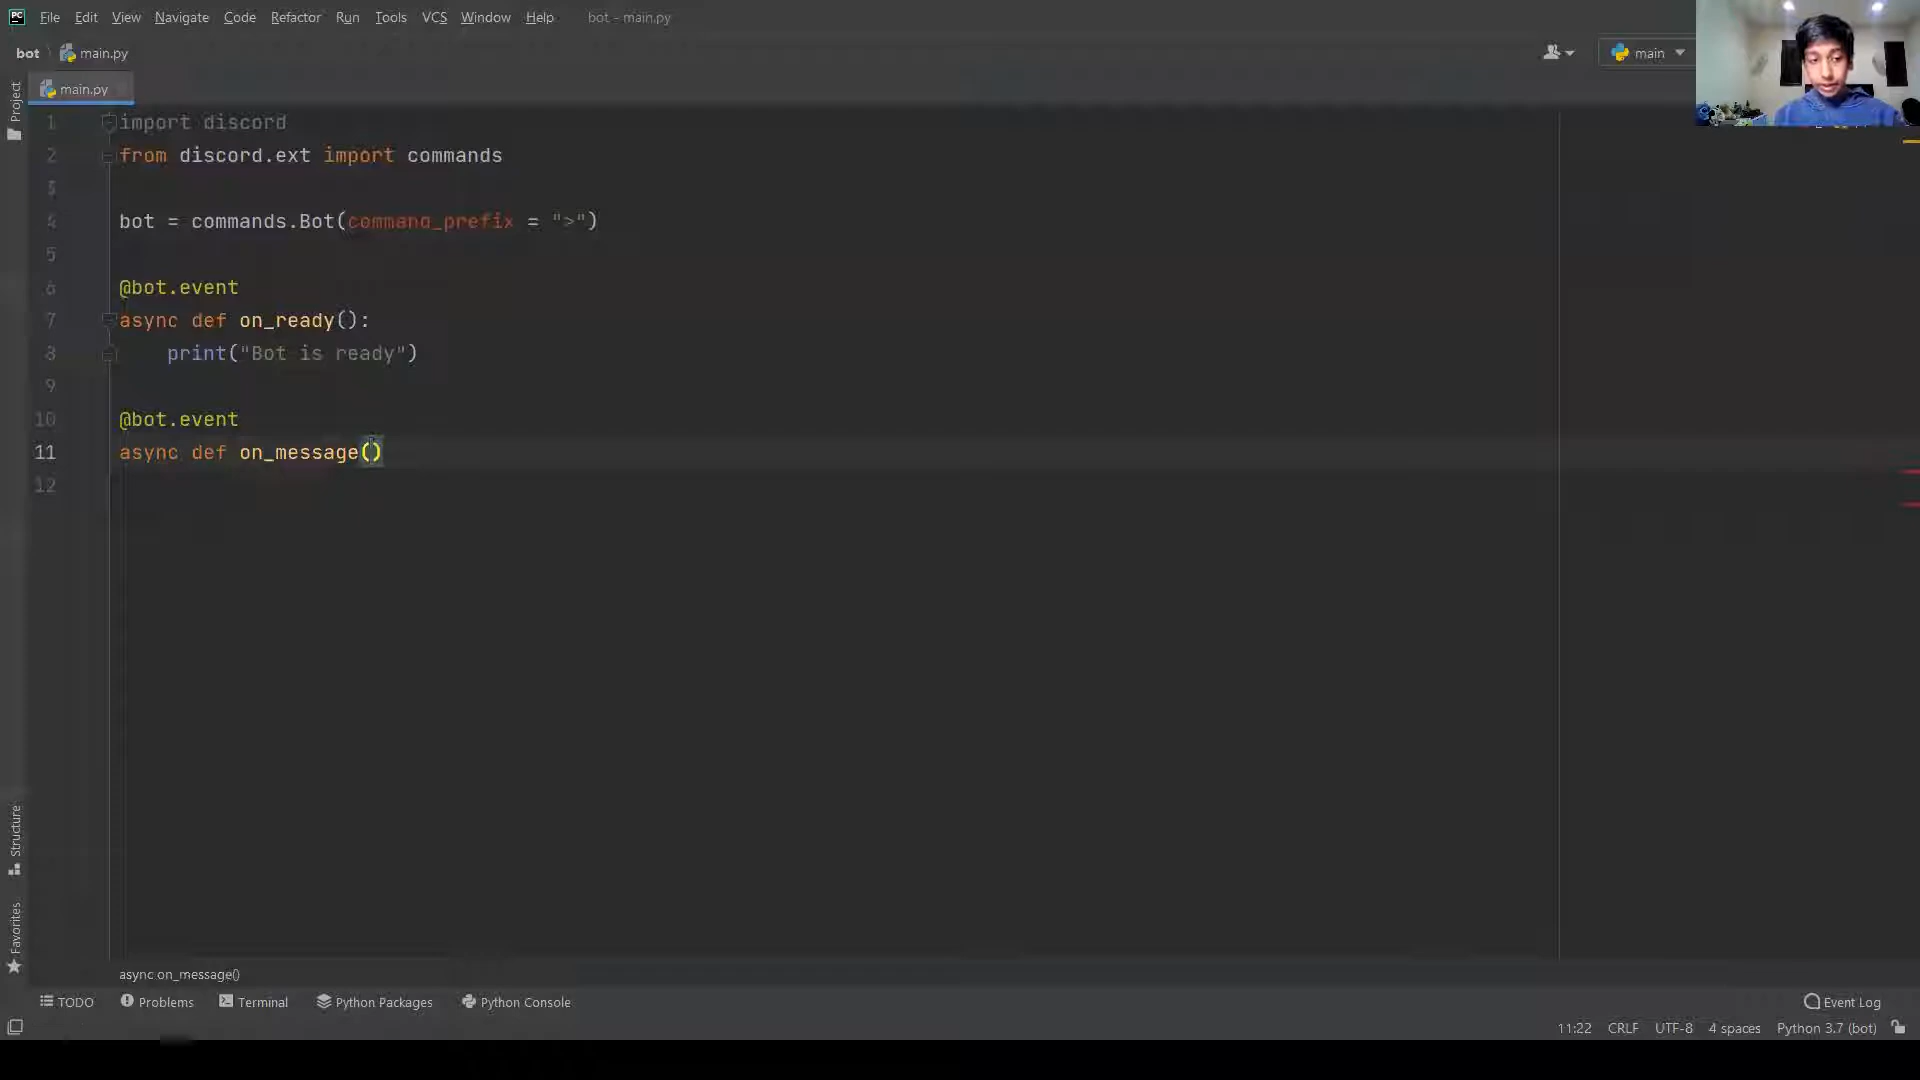 PC File Edit View Navigate Code Refactor Run Tools VCS Window Help bot - main.py
bot main.py main
Project
main.py
1 import discord
2 from discord.ext import commands
3
4 bot = commands.Bot(command_prefix = ">")
5
6 @bot.event
7 async def on_ready():
8 print("Bot is ready")
9
10 @bot.event
11 async def on_message()
12
Structure
Favorites
async on_message()
TODO Problems Terminal Python Packages Python Console Event Log
11:22 CRLF UTF-8 4 spaces Python 3.7 (bot)